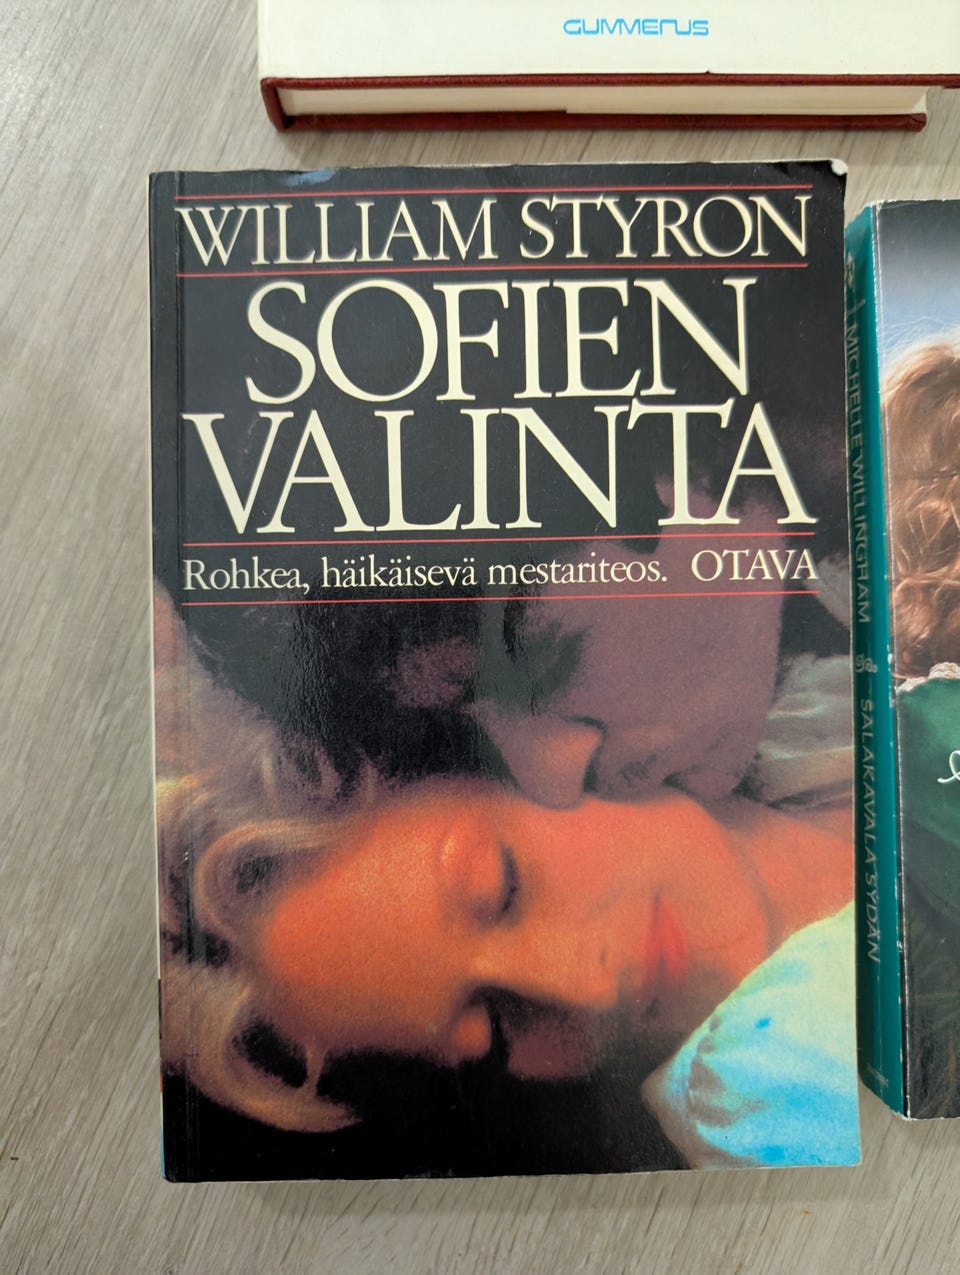 GUMMERUS
WILLIAM STYRON
SOFIEN
VALINTA
Rohkea, häikäisevä mestariteos. OTAVA
MICHELLE WILLINGHAM
SALAKAVALA SYDÄN